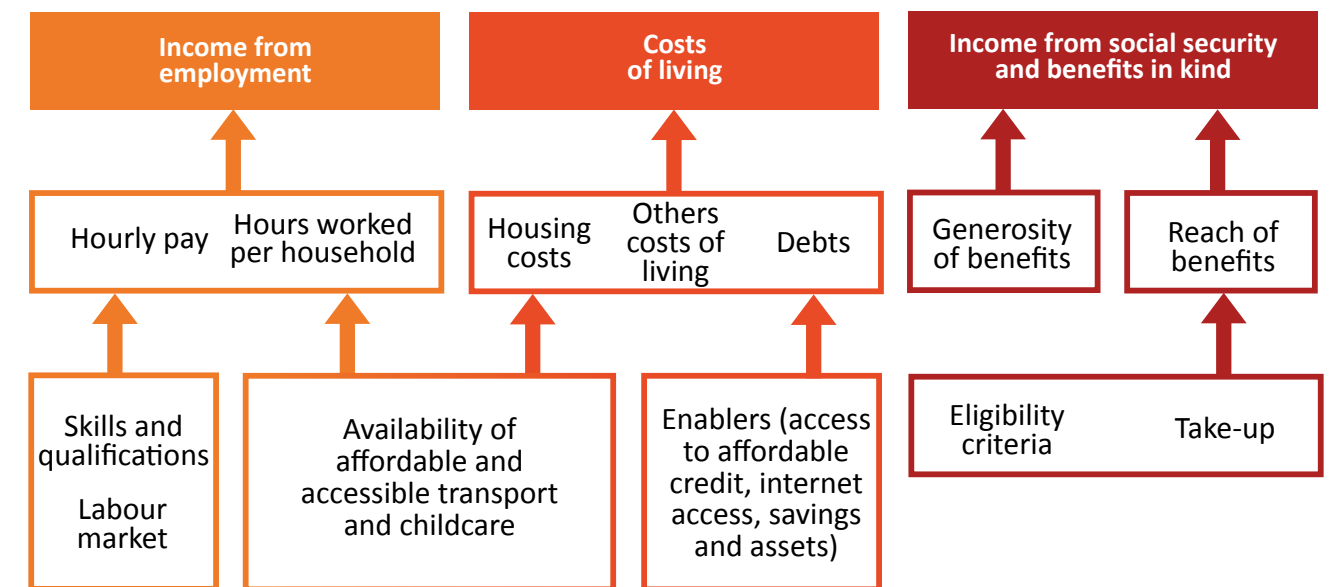 Income from
employment
Costs
of living
Income from social security
and benefits in kind
Hourly pay
Hours worked
per household
Housing
costs
Others
costs of
living
Debts
Generosity
of benefits
Reach of
benefits
Skills and
qualifications
Labour
market
Availability of
affordable and
accessible transport
and childcare
Enablers (access
to affordable
credit, internet
access, savings
and assets)
Eligibility
criteria
Take-up